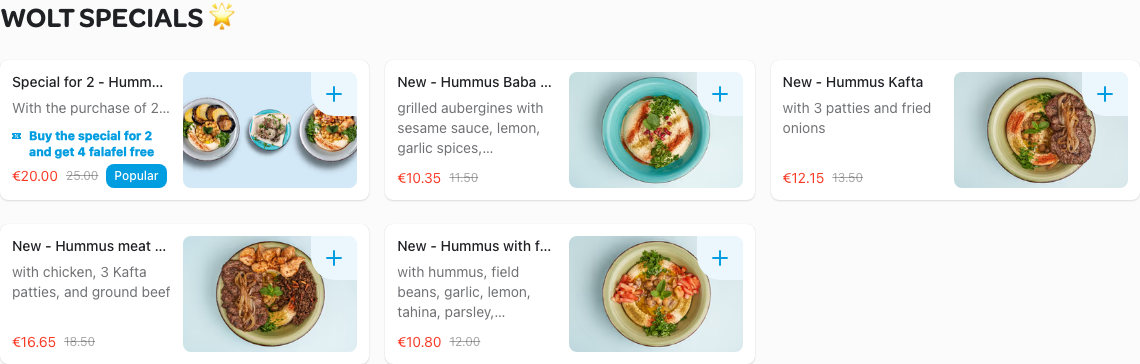 WOLT SPECIALS 🌟
Special for 2 - Humm...
With the purchase of 2...
Buy the special for 2
and get 4 falafel free
€20.00 25.00 Popular
New - Hummus Baba ...
grilled aubergines with
sesame sauce, lemon,
garlic spices,...
€10.35 11.50
New - Hummus Kafta
with 3 patties and fried
onions
€12.15 13.50
New - Hummus meat ...
with chicken, 3 Kafta
patties, and ground beef
€16.65 18.50
New - Hummus with f...
with hummus, field
beans, garlic, lemon,
tahina, parsley,...
€10.80 12.00